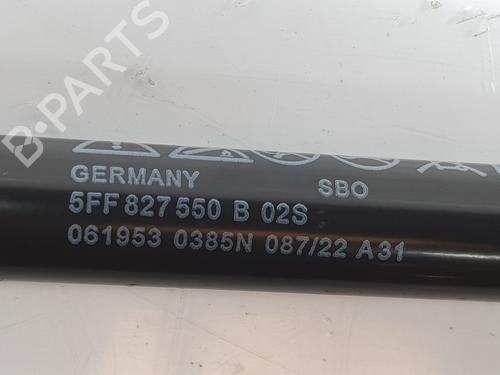 B-PARTS
GERMANY SBO
5FF 827 550 B 02S
061953 0385N 087/22 A31